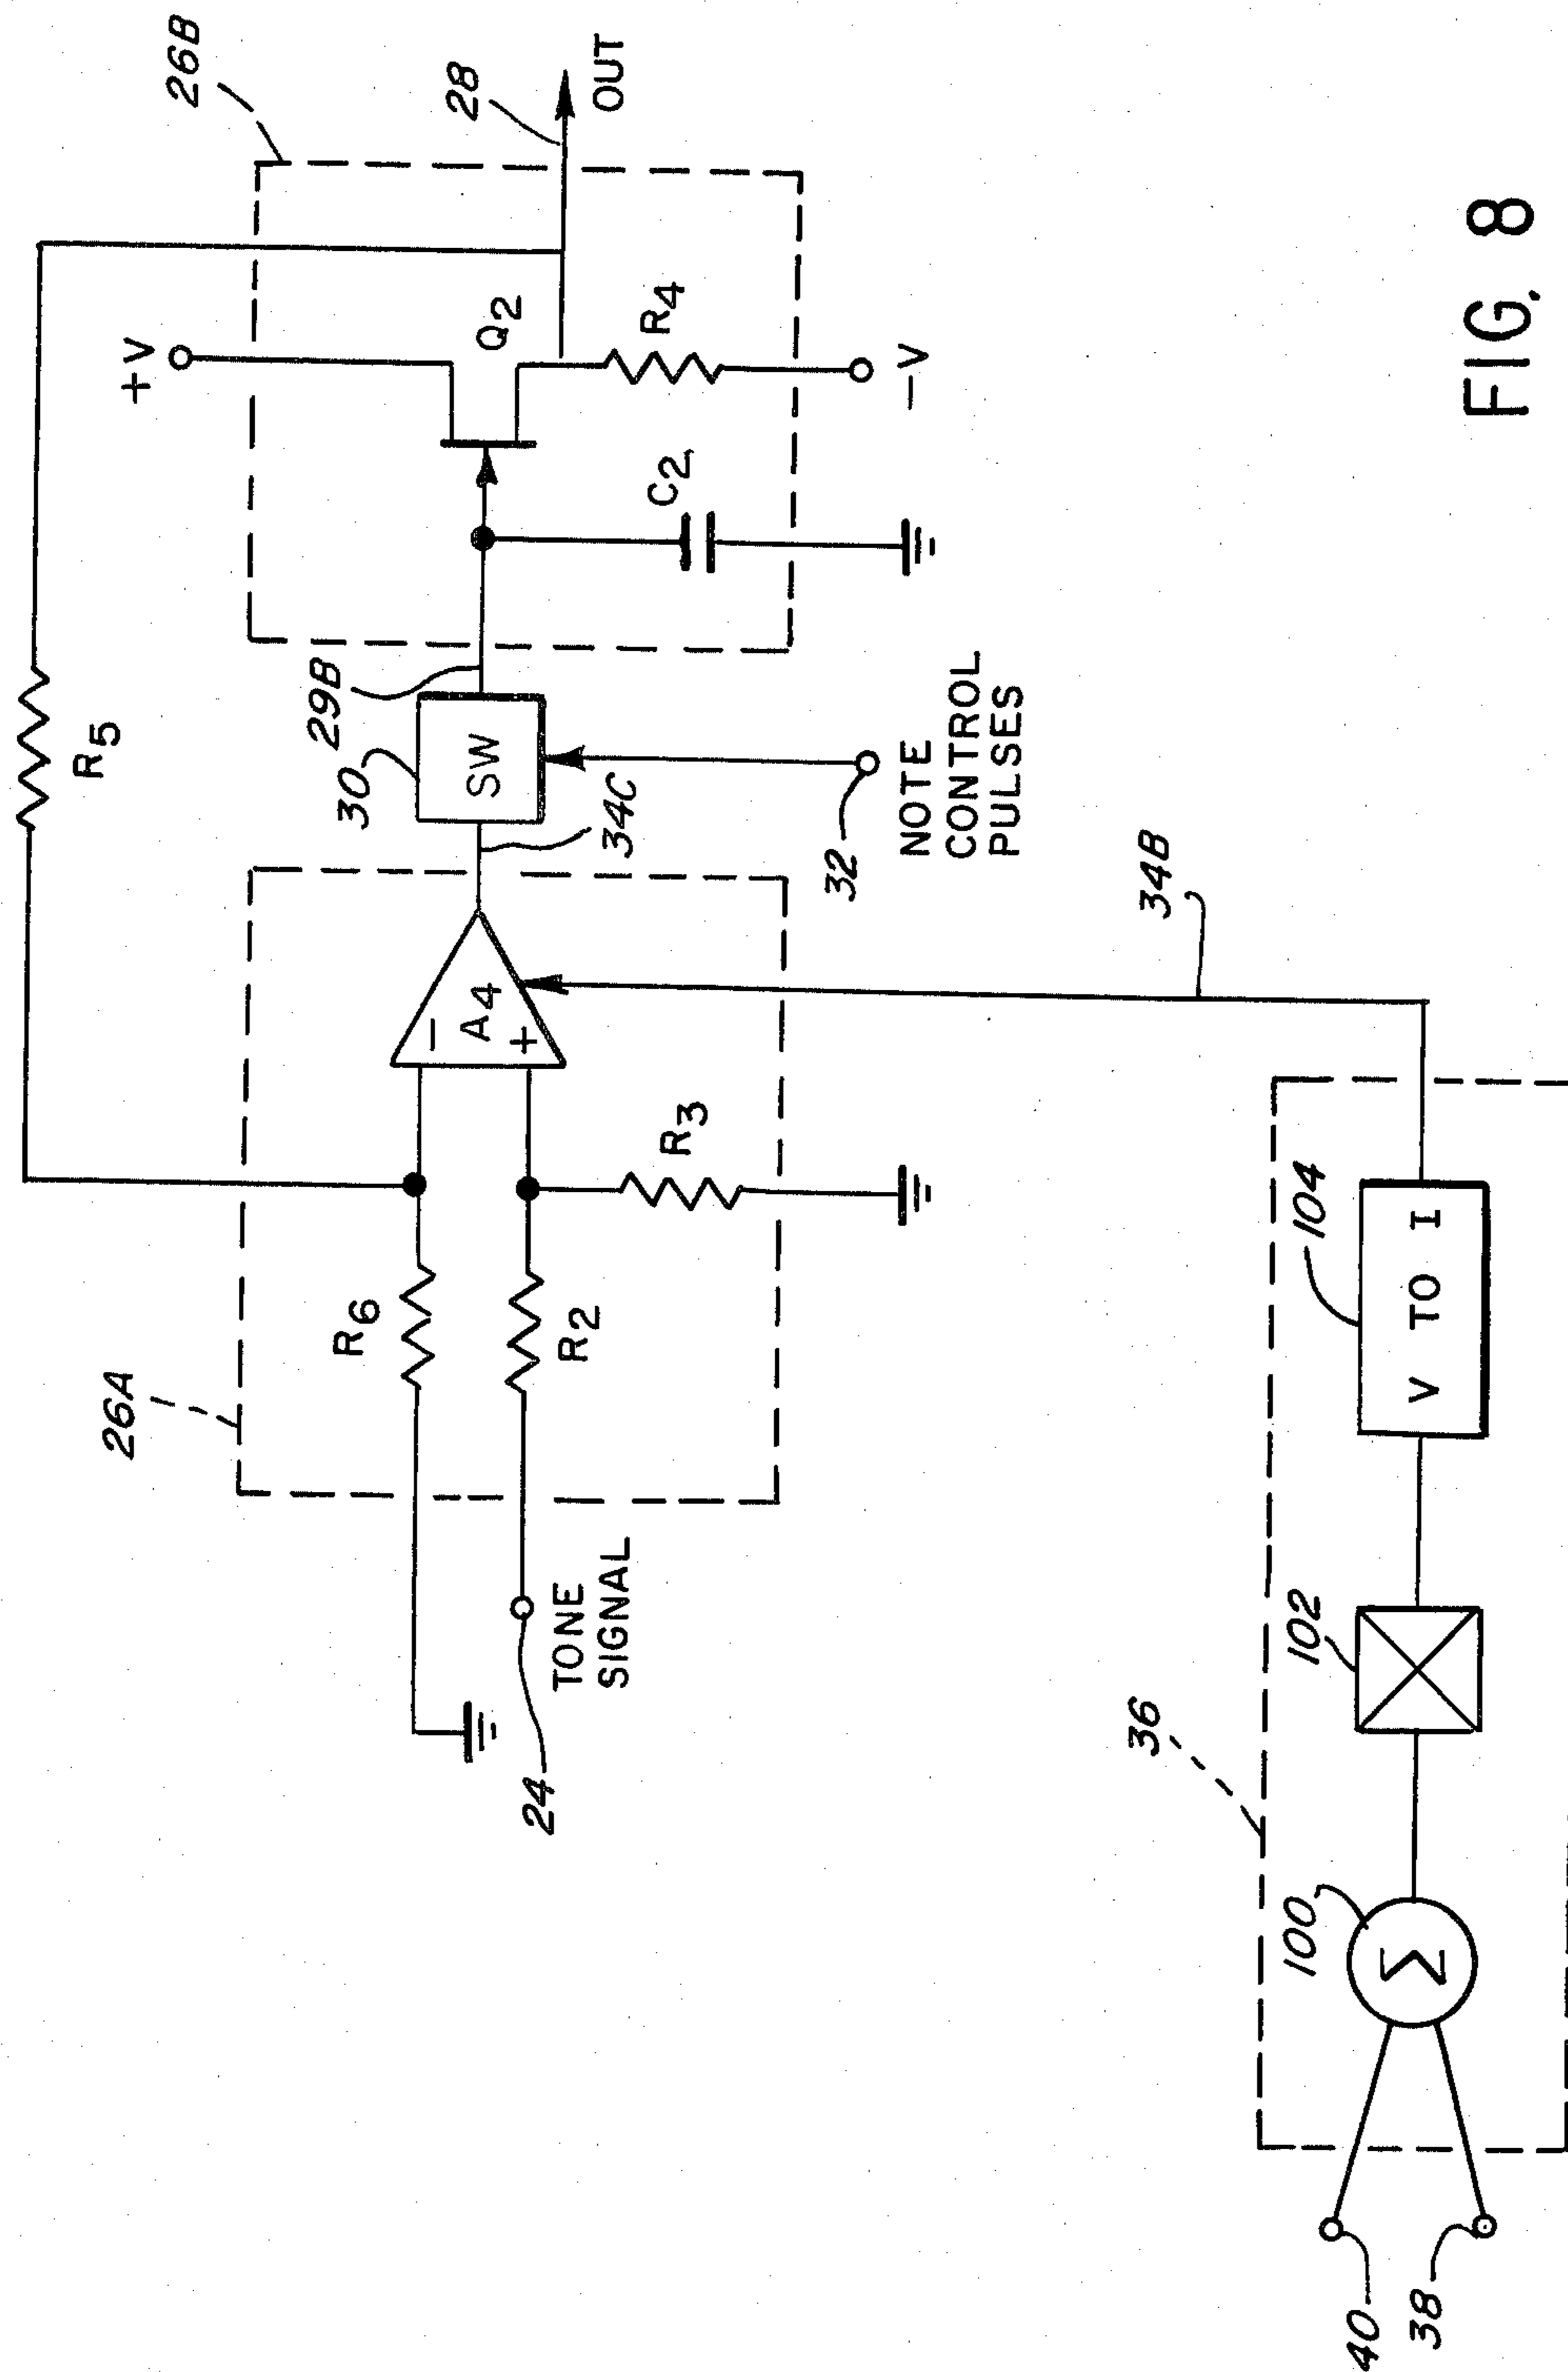 26B
+V
R5
Q2
28
OUT
29B
30
SW
34C
C2
R4
-V
26A
R6
-
A4
+
R2
R3
TONE
SIGNAL
24
32
NOTE
CONTROL
PULSES
34B
36
100
Σ
102
104
V TO I
40
38
FIG. 8